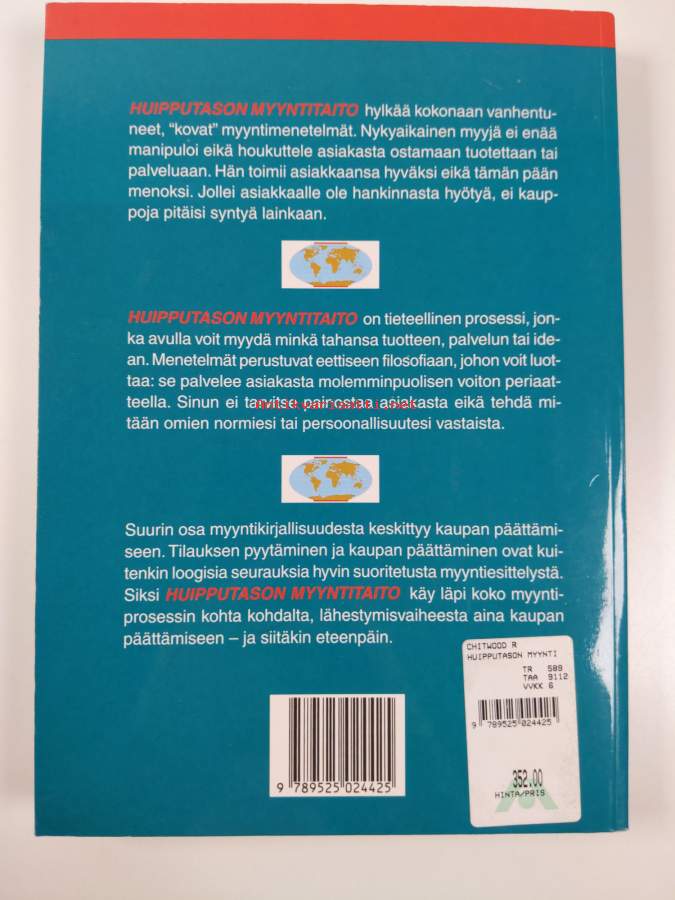 HUIPPUTASON MYYNTITAITO hylkää kokonaan vanhentu-
neet, "kovat" myyntimenetelmät. Nykyaikainen myyjä ei enää
manipuloi eikä houkuttele asiakasta ostamaan tuotettaan tai
palveluaan. Hän toimii asiakkaansa hyväksi eikä tämän pään
menoksi. Jollei asiakkaalle ole hankinnasta hyötyä, ei kaup-
poja pitäisi syntyä lainkaan.
HUIPPUTASON MYYNTITAITO on tieteellinen prosessi, jon-
ka avulla voit myydä minkä tahansa tuotteen, palvelun tai ide-
an. Menetelmät perustuvat eettiseen filosofiaan, johon voit luot-
taa: se palvelee asiakasta molemminpuolisen voiton periaat-
teella. Sinun ei tarvitse painostaa asiakasta eikä tehdä mi-
tään omien normiesi tai persoonallisuutesi vastaista.
Antikvariaatti.net
Suurin osa myyntikirjallisuudesta keskittyy kaupan päättämi-
seen. Tilauksen pyytäminen ja kaupan päättäminen ovat kui-
tenkin loogisia seurauksia hyvin suoritetusta myyntiesittelystä.
Siksi HUIPPUTASON MYYNTITAITO käy läpi koko myynti-
prosessin kohta kohdalta, lähestymisvaiheesta aina kaupan
päättämiseen – ja siitäkin eteenpäin.
9 789525 024425
CHITWOOD R
HUIPPUTASON MYYNTI
TR 589
TAA 9112
VVKK 6
9 789525 024425
352.00
HINTA/PRIS